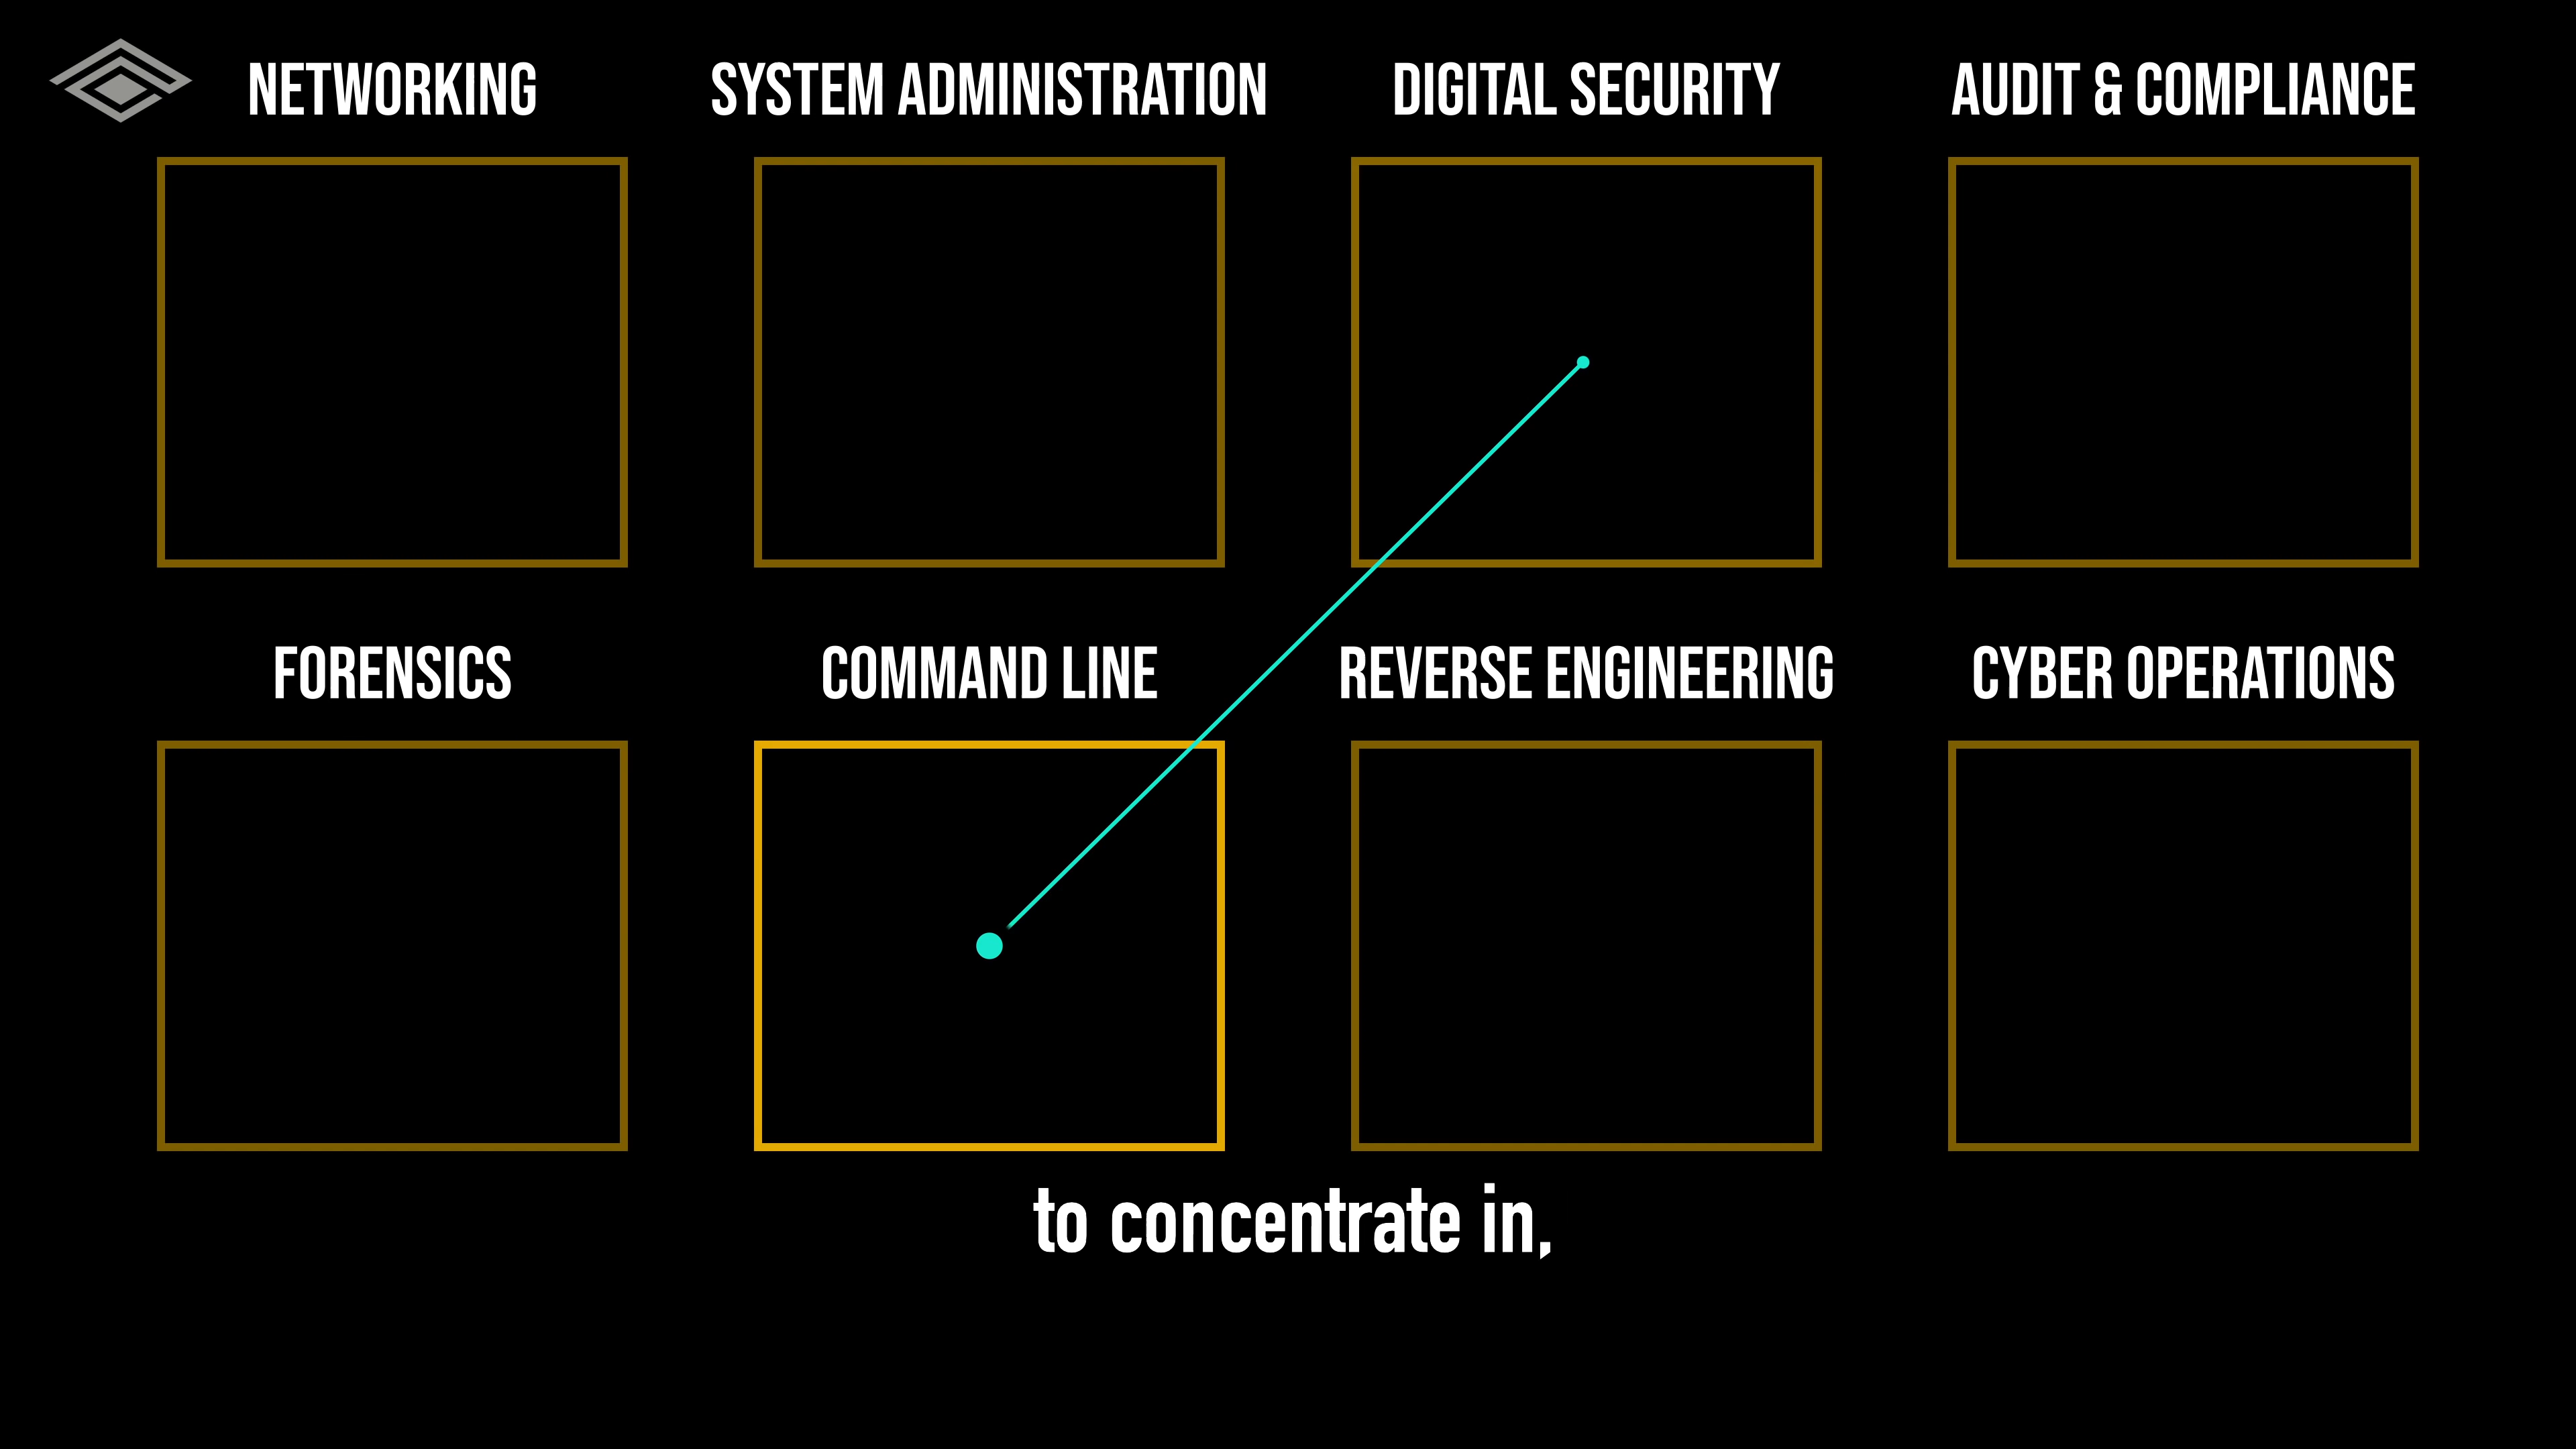 NETWORKING
SYSTEM ADMINISTRATION
DIGITAL SECURITY
AUDIT & COMPLIANCE
FORENSICS
COMMAND LINE
REVERSE ENGINEERING
CYBER OPERATIONS
to concentrate in,